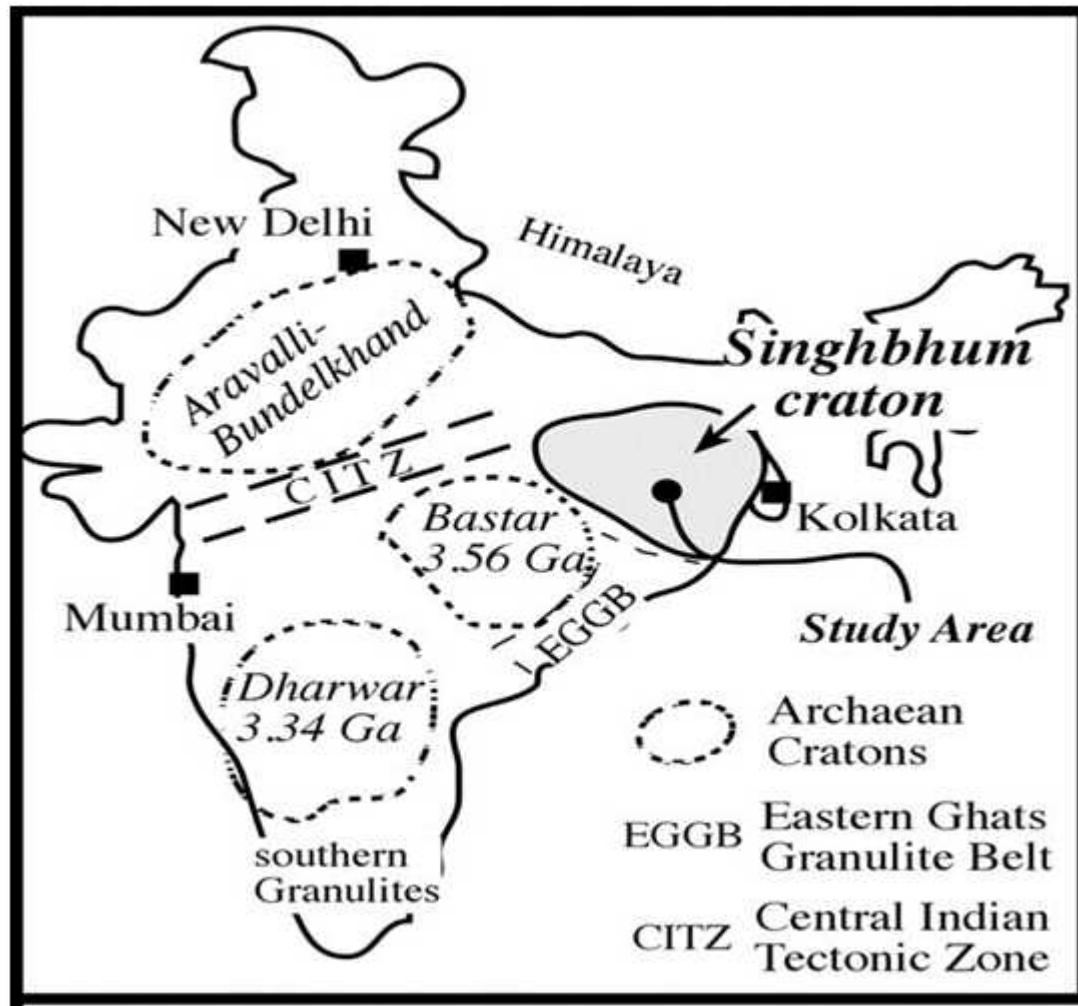 New Delhi
Himalaya
Aravalli-
Bundelkhand
Singhbhum
craton
CITZ
Bastar
3.56 Ga
Kolkata
Mumbai
EGGB
Study Area
Dharwar
3.34 Ga
Archaean
Cratons
southern
Granulites
EGGB Eastern Ghats
Granulite Belt
CITZ Central Indian
Tectonic Zone